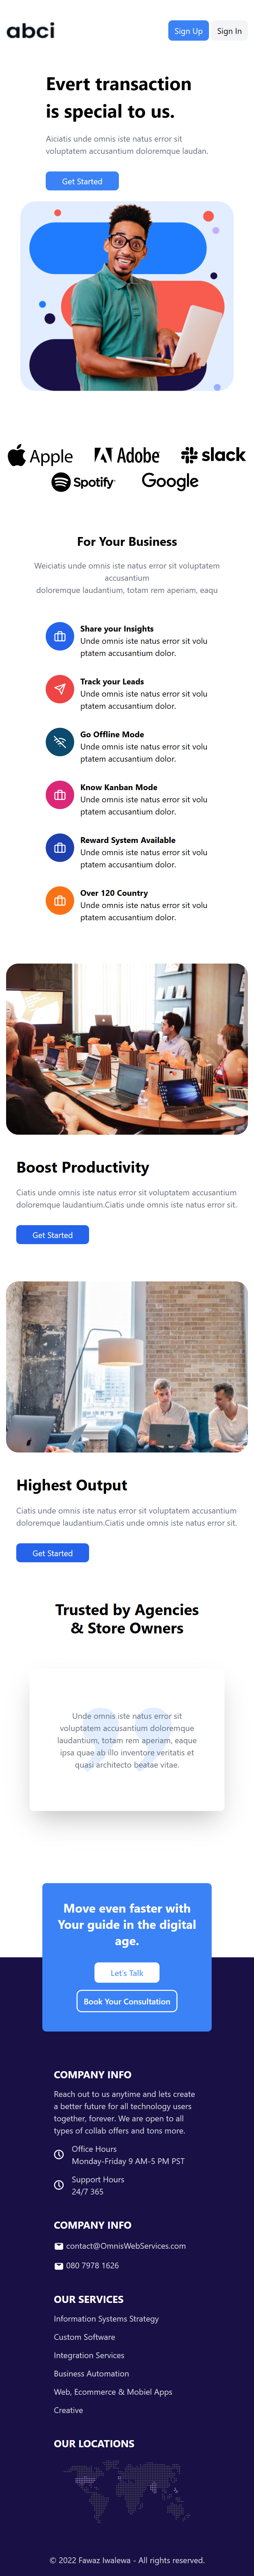 abci
Sign Up
Sign In
Evert transaction
is special to us.
Aiciatis unde omnis iste natus error sit
voluptatem accusantium doloremque laudan.
Get Started
Apple
Adobe
slack
Spotify
Google
For Your Business
Weiciatis unde omnis iste natus error sit voluptatem
accusantium
doloremque laudantium, totam rem aperiam, eaqu
Share your Insights
Unde omnis iste natus error sit volu
ptatem accusantium dolor.
Track your Leads
Unde omnis iste natus error sit volu
ptatem accusantium dolor.
Go Offline Mode
Unde omnis iste natus error sit volu
ptatem accusantium dolor.
Know Kanban Mode
Unde omnis iste natus error sit volu
ptatem accusantium dolor.
Reward System Available
Unde omnis iste natus error sit volu
ptatem accusantium dolor.
Over 120 Country
Unde omnis iste natus error sit volu
ptatem accusantium dolor.
Boost Productivity
Ciatis unde omnis iste natus error sit voluptatem accusantium
doloremque laudantium.Ciatis unde omnis iste natus error sit.
Get Started
Highest Output
Ciatis unde omnis iste natus error sit voluptatem accusantium
doloremque laudantium.Ciatis unde omnis iste natus error sit.
Get Started
Trusted by Agencies
& Store Owners
Unde omnis iste natus error sit
voluptatem accusantium doloremque
laudantium, totam rem aperiam, eaque
ipsa quae ab illo inventore veritatis et
quasi architecto beatae vitae.
Move even faster with
Your guide in the digital
age.
Let's Talk
Book Your Consultation
COMPANY INFO
Reach out to us anytime and lets create
a better future for all technology users
together, forever. We are open to all
types of collab offers and tons more.
Office Hours
Monday-Friday 9 AM-5 PM PST
Support Hours
24/7 365
COMPANY INFO
contact@OmnisWebServices.com
080 7978 1626
OUR SERVICES
Information Systems Strategy
Custom Software
Integration Services
Business Automation
Web, Ecommerce & Mobiel Apps
Creative
OUR LOCATIONS
© 2022 Fawaz Iwalewa - All rights reserved.